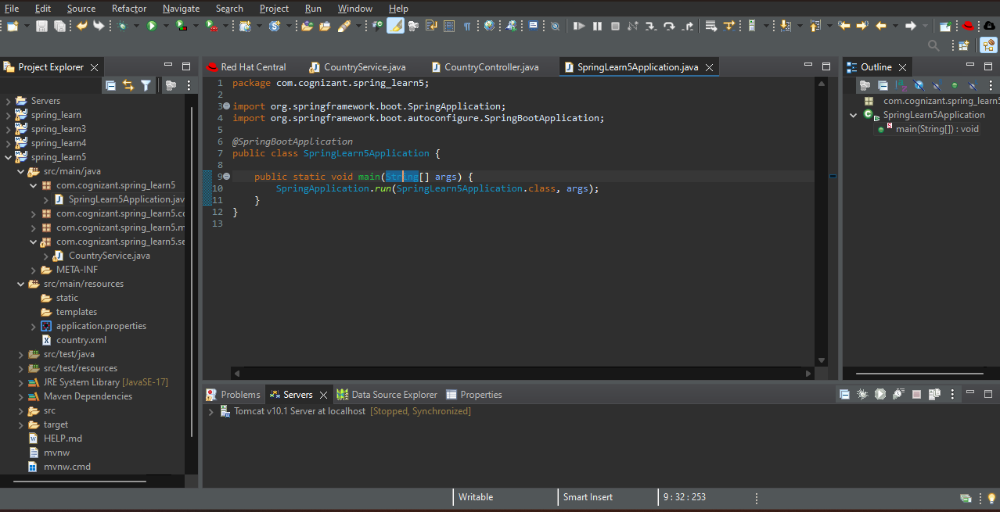 File Edit Source Refactor Navigate Search Project Run Window Help
Project Explorer
Servers
spring_learn
spring_learn3
spring_learn4
spring_learn5
src/main/java
com.cognizant.spring_learn5
SpringLearn5Application.jav
com.cognizant.spring_learn5.cc
com.cognizant.spring_learn5.m
com.cognizant.spring_learn5.se
CountryService.java
META-INF
src/main/resources
static
templates
application.properties
country.xml
src/test/java
src/test/resources
JRE System Library [JavaSE-17]
Maven Dependencies
src
target
HELP.md
mvnw
mvnw.cmd
Red Hat Central CountryService.java CountryController.java SpringLearn5Application.java
1 package com.cognizant.spring_learn5;
2
3 import org.springframework.boot.SpringApplication;
4 import org.springframework.boot.autoconfigure.SpringBootApplication;
5
6 @SpringBootApplication
7 public class SpringLearn5Application {
8
9 public static void main(String[] args) {
10 SpringApplication.run(SpringLearn5Application.class, args);
11 }
12 }
13
Outline
com.cognizant.spring_learn5
SpringLearn5Application
main(String[]) : void
Problems Servers Data Source Explorer Properties
Tomcat v10.1 Server at localhost [Stopped, Synchronized]
Writable Smart Insert 9 : 32 : 253